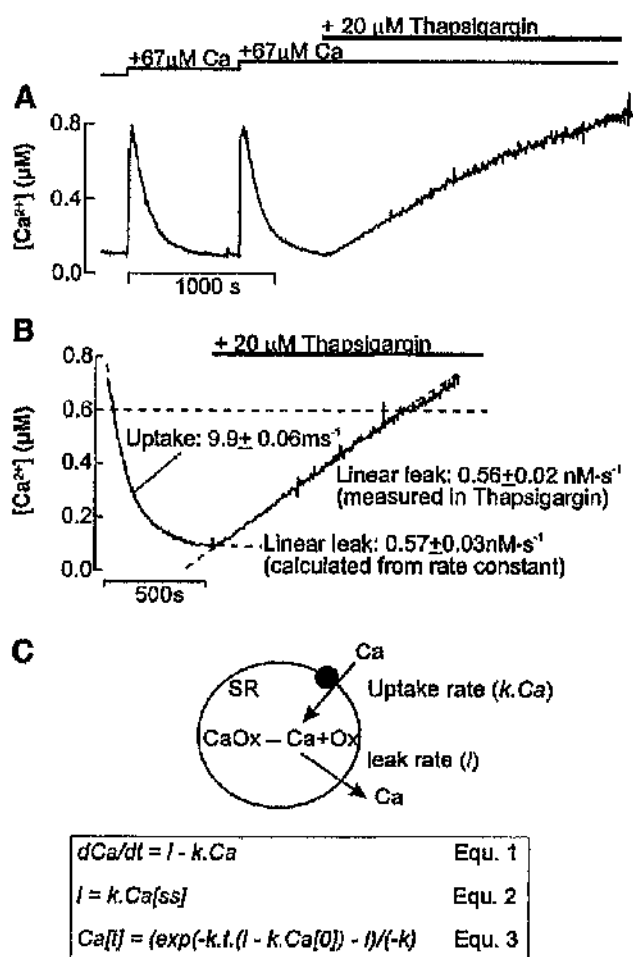 + 20 µM Thapsigargin
+67µM Ca
+67µM Ca
A
[Ca²⁺] (µM)
0.8
0.4
0.0
1000 s
B
+ 20 µM Thapsigargin
[Ca²⁺] (µM)
0.8
0.6
0.4
0.2
0.0
Uptake: 9.9± 0.06ms⁻¹
Linear leak: 0.56±0.02 nM·s⁻¹
(measured in Thapsigargin)
Linear leak: 0.57±0.03nM·s⁻¹
(calculated from rate constant)
500s
C
Ca
SR
Uptake rate (k.Ca)
CaOx – Ca+Ox
leak rate (l)
Ca
dCa/dt = l - k.Ca Equ. 1
l = k.Ca[ss] Equ. 2
Ca[t] = (exp(-k.t.(l - k.Ca[0]) - l)/(-k) Equ. 3